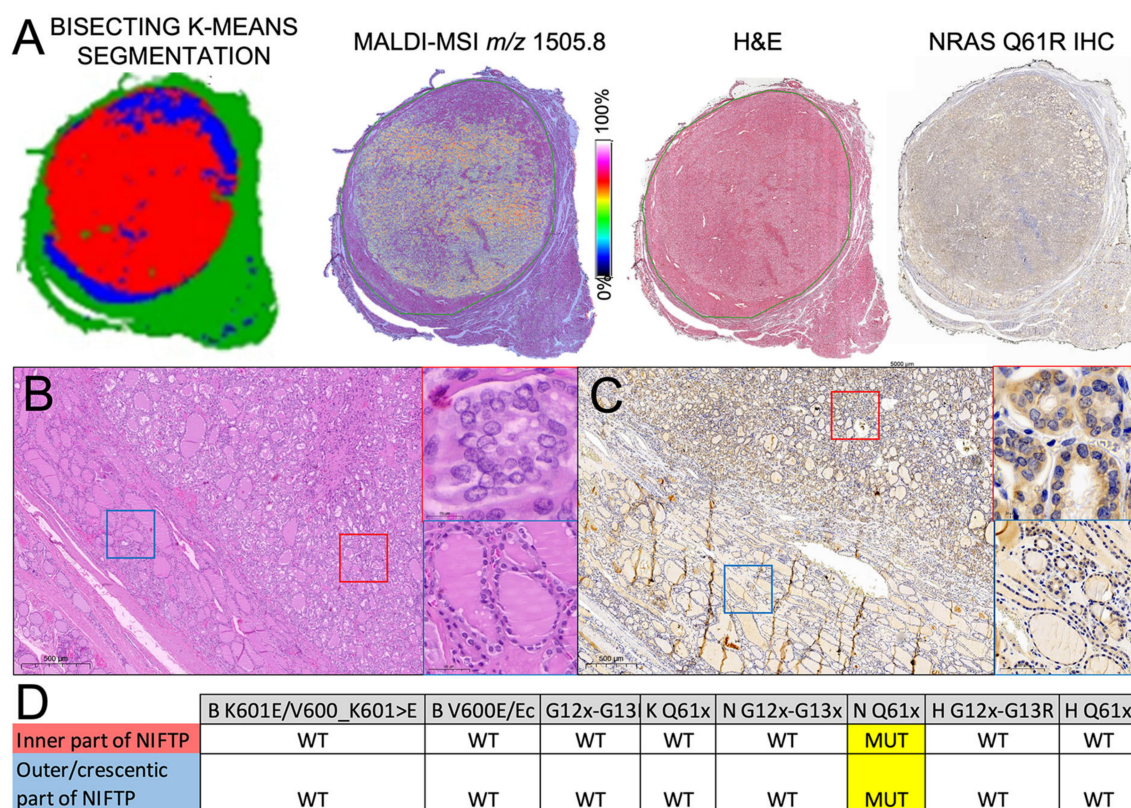 A
BISECTING K-MEANS
SEGMENTATION
MALDI-MSI m/z 1505.8
H&E
NRAS Q61R IHC
100%
0%
5000 μm
B
500 μm
C
500 μm
D
B K601E/V600_K601>E B V600E/Ec G12x-G13 K Q61x N G12x-G13x N Q61x H G12x-G13R H Q61x
Inner part of NIFTP WT WT WT WT WT MUT WT WT
Outer/crescentic
part of NIFTP WT WT WT WT WT MUT WT WT